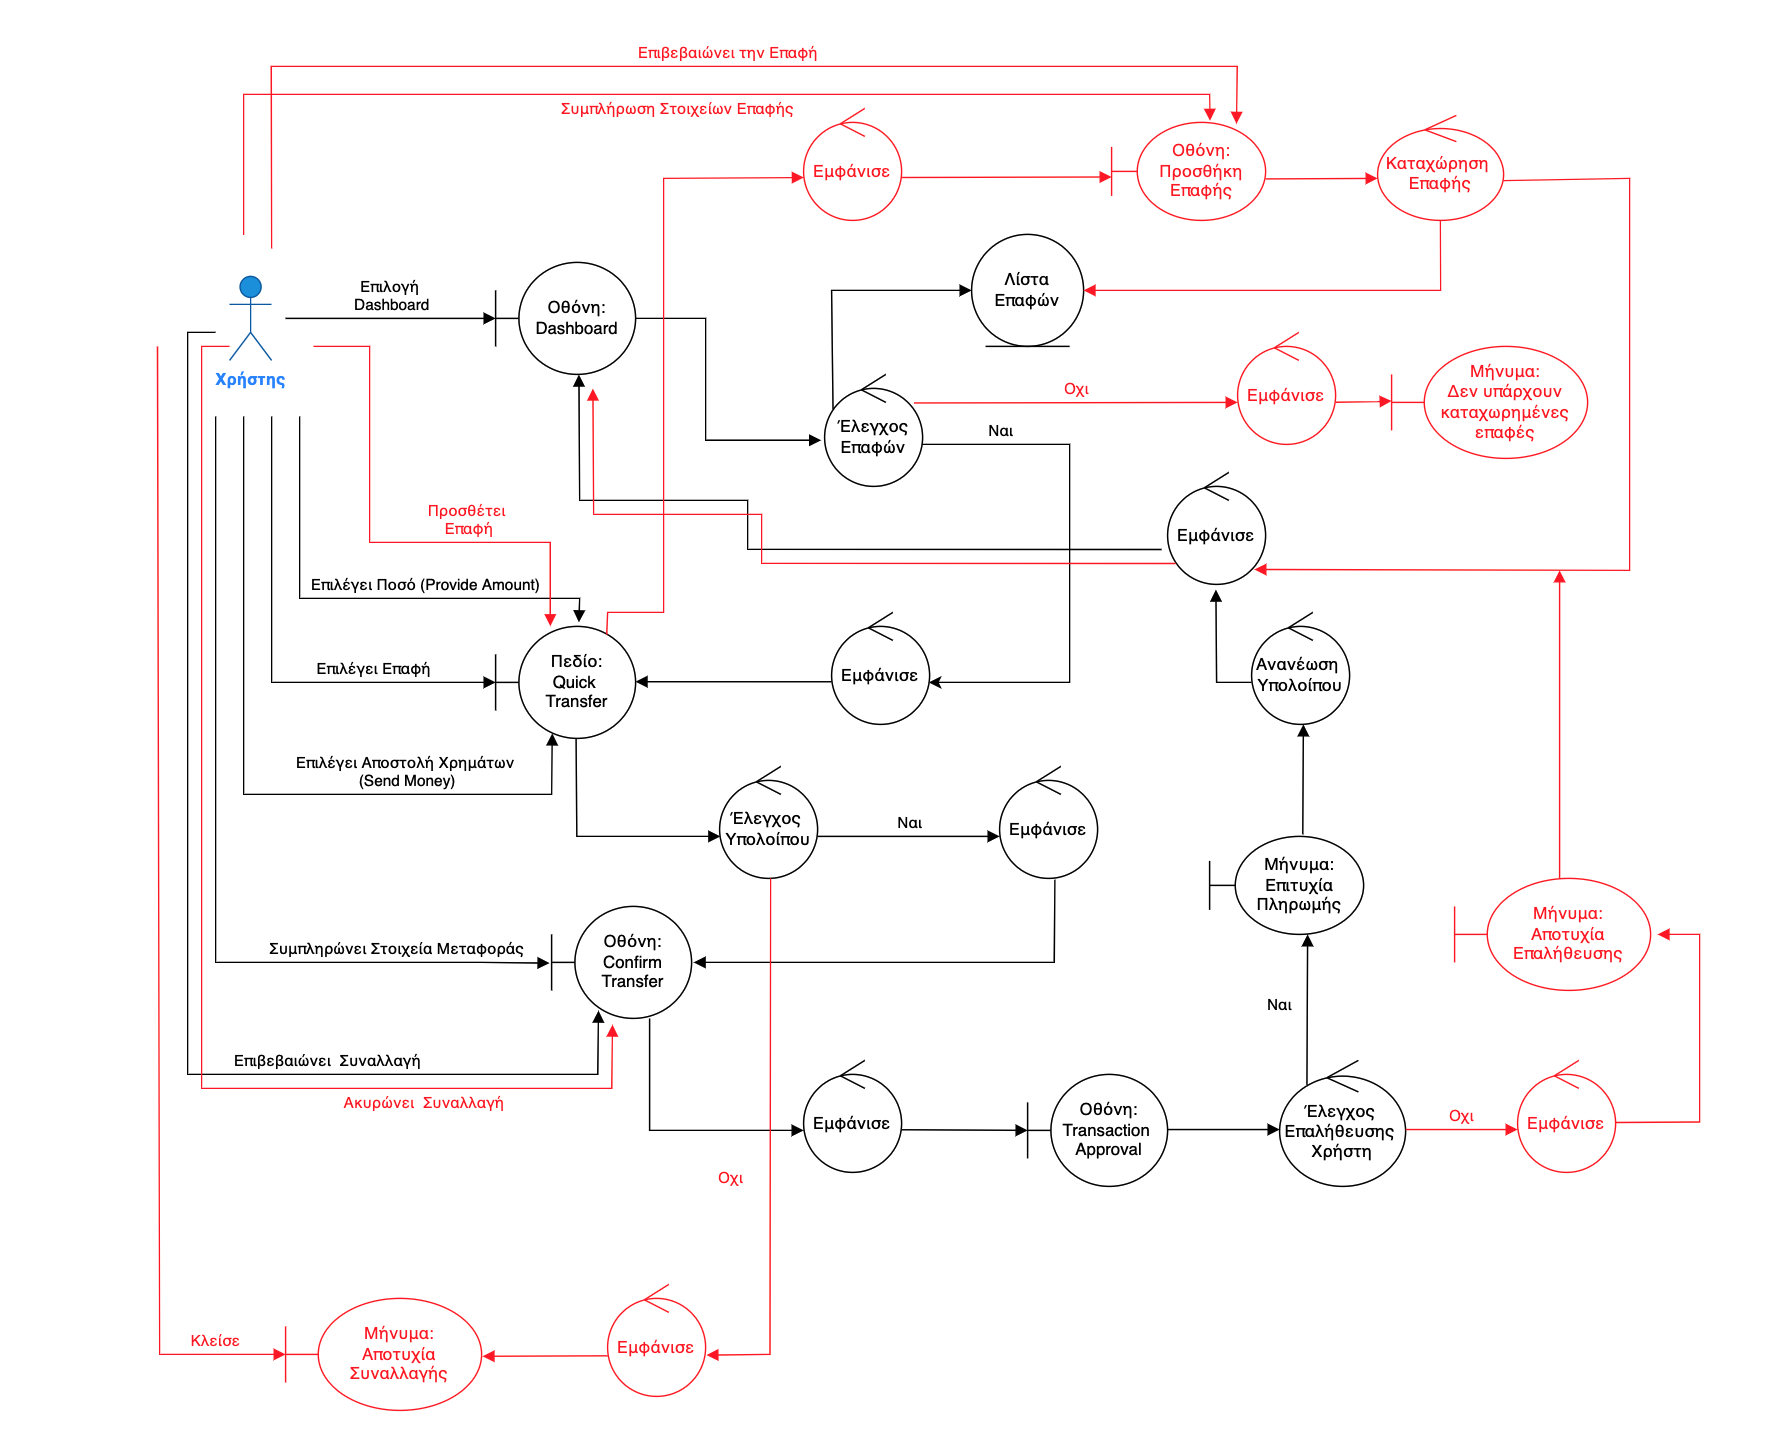 Επιβεβαιώνει την Επαφή
Συμπλήρωση Στοιχείων Επαφής
Εμφάνισε
Οθόνη:
Προσθήκη
Επαφής
Καταχώρηση
Επαφής
Επιλογή
Dashboard
Οθόνη:
Dashboard
Λίστα
Επαφών
Χρήστης
Έλεγχος
Επαφών
Οχι
Ναι
Εμφάνισε
Μήνυμα:
Δεν υπάρχουν
καταχωρημένες
επαφές
Προσθέτει
Επαφή
Εμφάνισε
Επιλέγει Ποσό (Provide Amount)
Επιλέγει Επαφή
Πεδίο:
Quick
Transfer
Εμφάνισε
Ανανέωση
Υπολοίπου
Επιλέγει Αποστολή Χρημάτων
(Send Money)
Έλεγχος
Υπολοίπου
Ναι
Εμφάνισε
Μήνυμα:
Επιτυχία
Πληρωμής
Μήνυμα:
Αποτυχία
Επαλήθευσης
Συμπληρώνει Στοιχεία Μεταφοράς
Οθόνη:
Confirm
Transfer
Ναι
Επιβεβαιώνει  Συναλλαγή
Ακυρώνει  Συναλλαγή
Εμφάνισε
Οθόνη:
Transaction
Approval
Έλεγχος
Επαλήθευσης
Χρήστη
Οχι
Εμφάνισε
Οχι
Κλείσε
Μήνυμα:
Αποτυχία
Συναλλαγής
Εμφάνισε